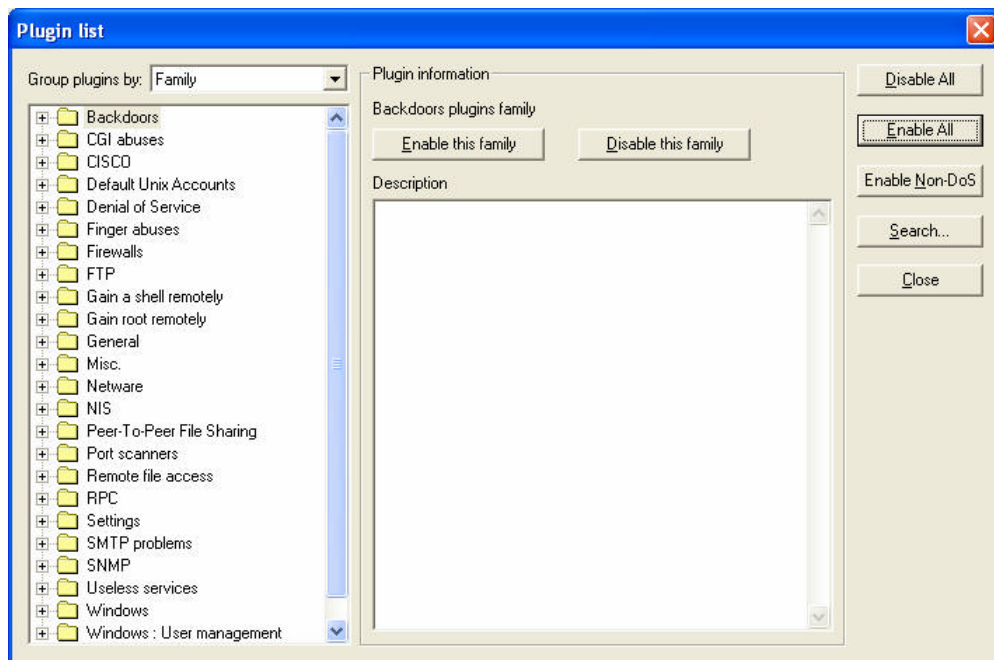 Plugin list
Group plugins by: Family
Backdoors
CGI abuses
CISCO
Default Unix Accounts
Denial of Service
Finger abuses
Firewalls
FTP
Gain a shell remotely
Gain root remotely
General
Misc.
Netware
NIS
Peer-To-Peer File Sharing
Port scanners
Remote file access
RPC
Settings
SMTP problems
SNMP
Useless services
Windows
Windows : User management
Plugin information
Backdoors plugins family
Enable this family
Disable this family
Description
Disable All
Enable All
Enable Non-DoS
Search...
Close